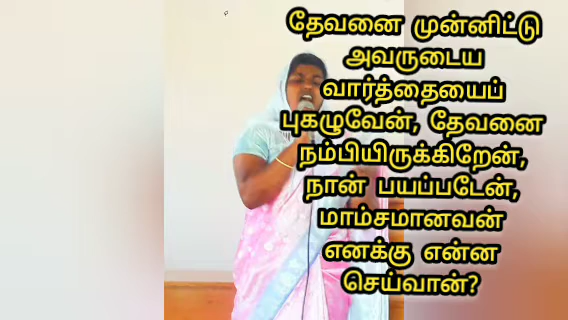 தேவனை முன்னிட்டு
அவருடைய
வார்த்தையைப்
புகழுவேன், தேவனை
நம்பியிருக்கிறேன்,
நான் பயப்படேன்,
மாம்சமானவன்
எனக்கு என்ன
செய்வான்?